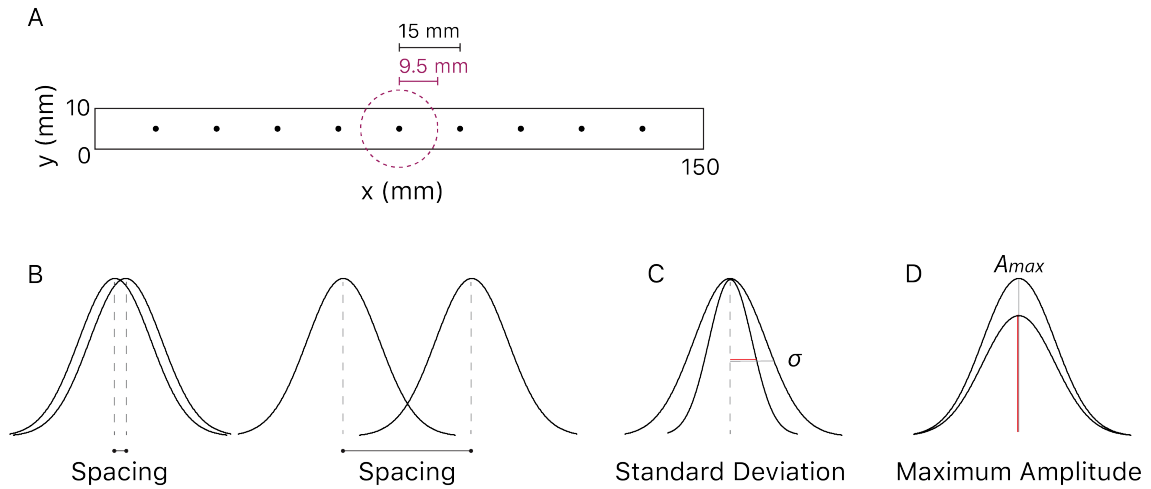 A
15 mm
9.5 mm
10
y (mm)
0
150
x (mm)
B
C
D
Amax
σ
Spacing
Spacing
Standard Deviation
Maximum Amplitude